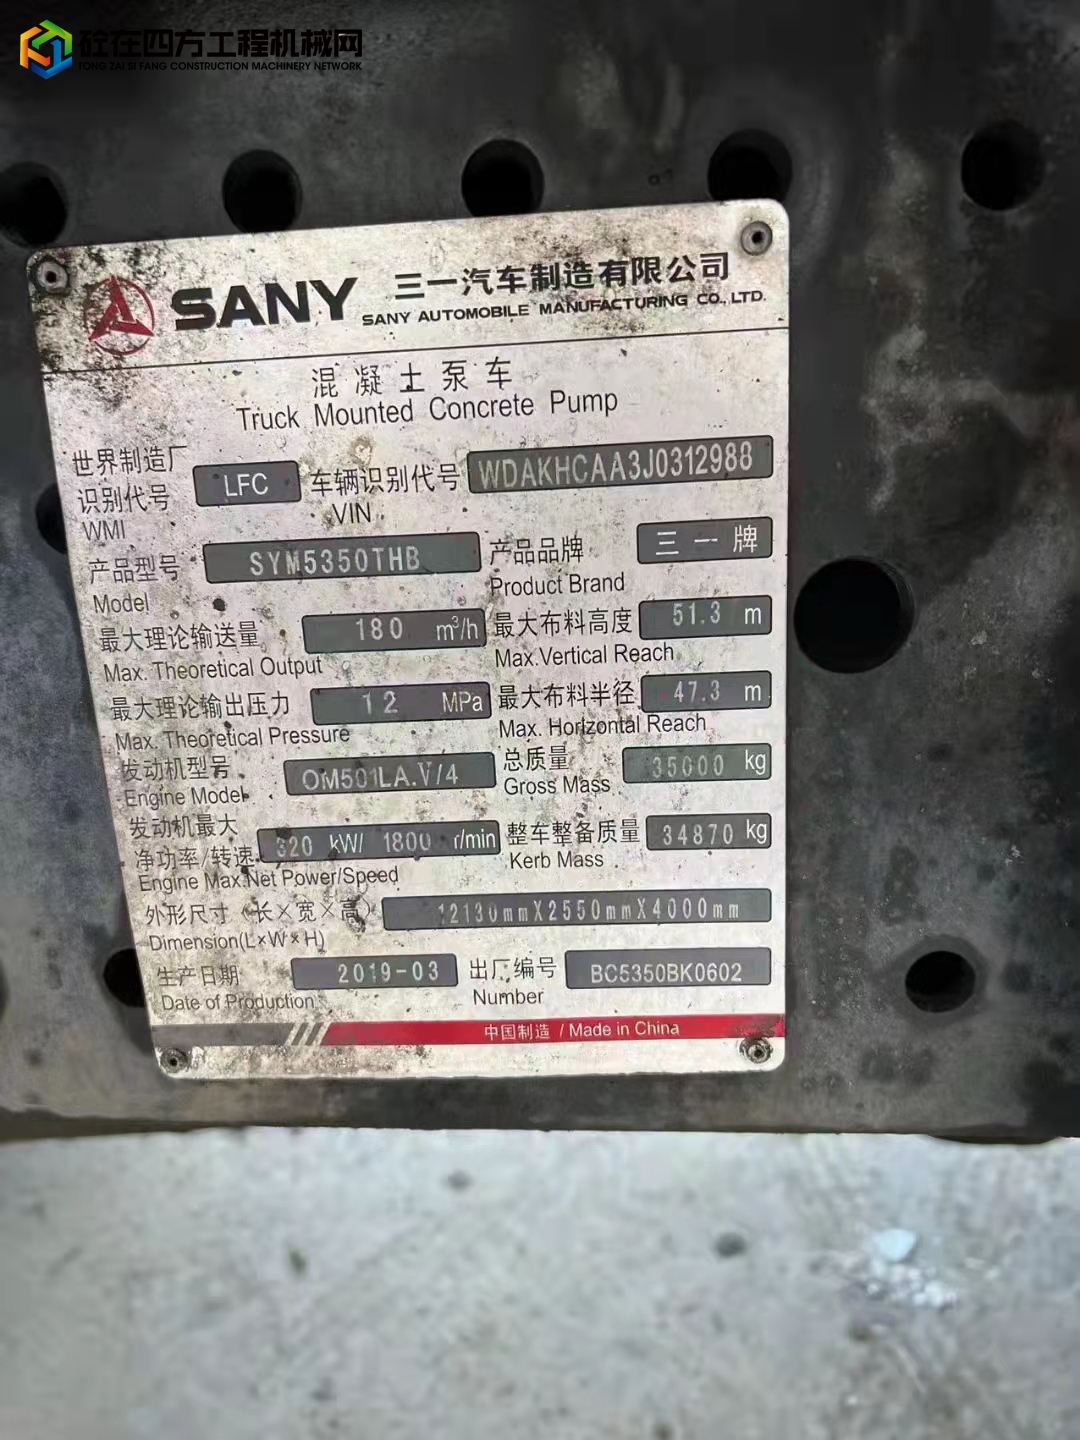 砼在四方工程机械网
TONG ZAI SI FANG CONSTRUCTION MACHINERY NETWORK
SANY 三一汽车制造有限公司
SANY AUTOMOBILE MANUFACTURING CO.,LTD.
混凝土泵车
Truck Mounted Concrete Pump
世界制造厂
识别代号 LFC 车辆识别代号 WDAKHCAA3J0312988
WMI VIN
产品型号 SYM5350THB 产品品牌 三一牌
Model Product Brand
最大理论输送量 180 m³/h 最大布料高度 51.3 m
Max. Theoretical Output Max.Vertical Reach
最大理论输出压力 12 MPa 最大布料半径 47.3 m
Max. Theoretical Pressure Max. Horizontal Reach
发动机型号 OM501LA.V/4 总质量 35000 kg
Engine Model Gross Mass
发动机最大
净功率/转速 320 kW/ 1800 r/min 整车整备质量 34870 kg
Engine Max.Net Power/Speed Kerb Mass
外形尺寸（长×宽×高） 12130mmX2550mmX4000mm
Dimension(L×W×H)
生产日期 2019-03 出厂编号 BC5350BK0602
Date of Production Number
中国制造 / Made in China